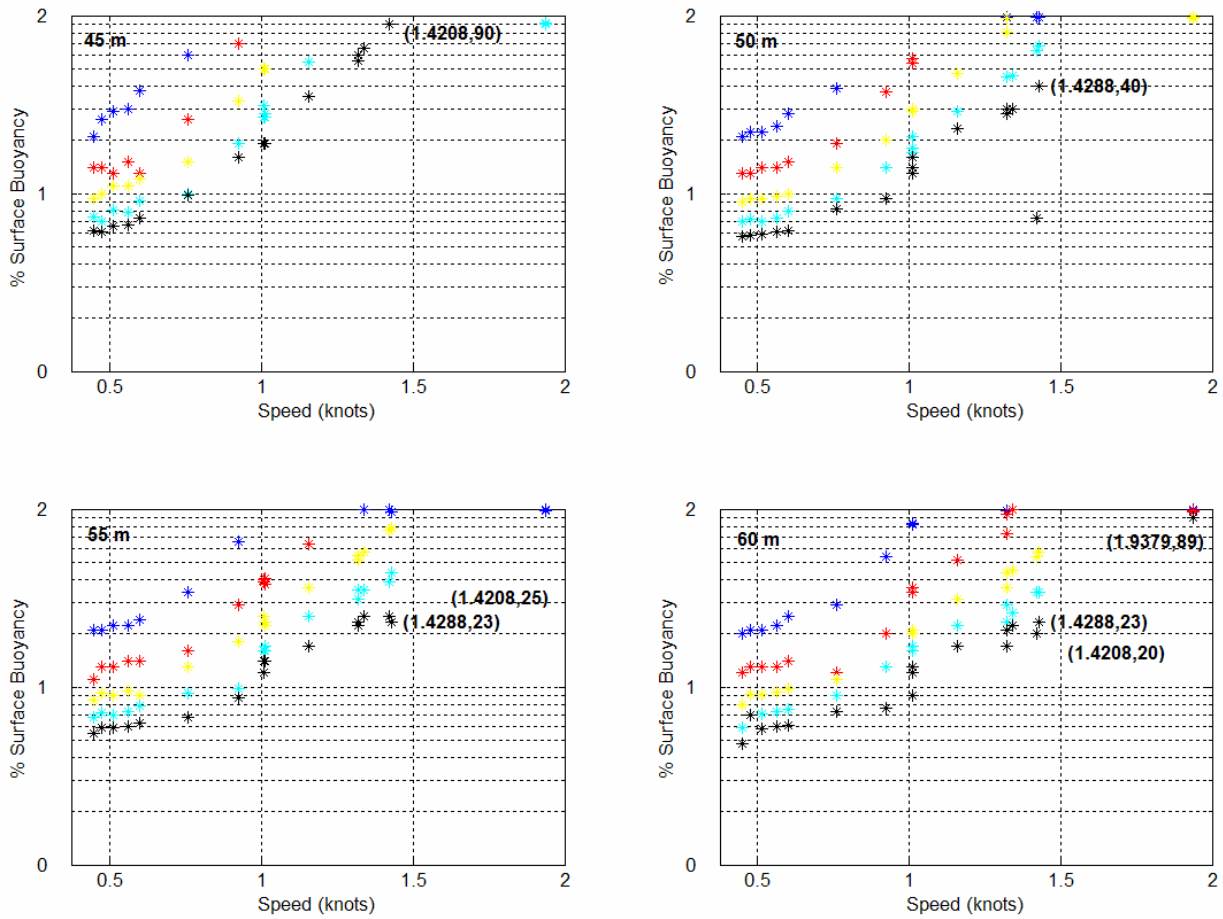 2
45 m
(1.4208,90)
1
0
% Surface Buoyancy
0.5
1
1.5
2
Speed (knots)
2
50 m
(1.4288,40)
1
0
% Surface Buoyancy
0.5
1
1.5
2
Speed (knots)
2
55 m
(1.4208,25)
(1.4288,23)
1
0
% Surface Buoyancy
0.5
1
1.5
2
Speed (knots)
2
60 m
(1.9379,89)
(1.4288,23)
(1.4208,20)
1
0
% Surface Buoyancy
0.5
1
1.5
2
Speed (knots)